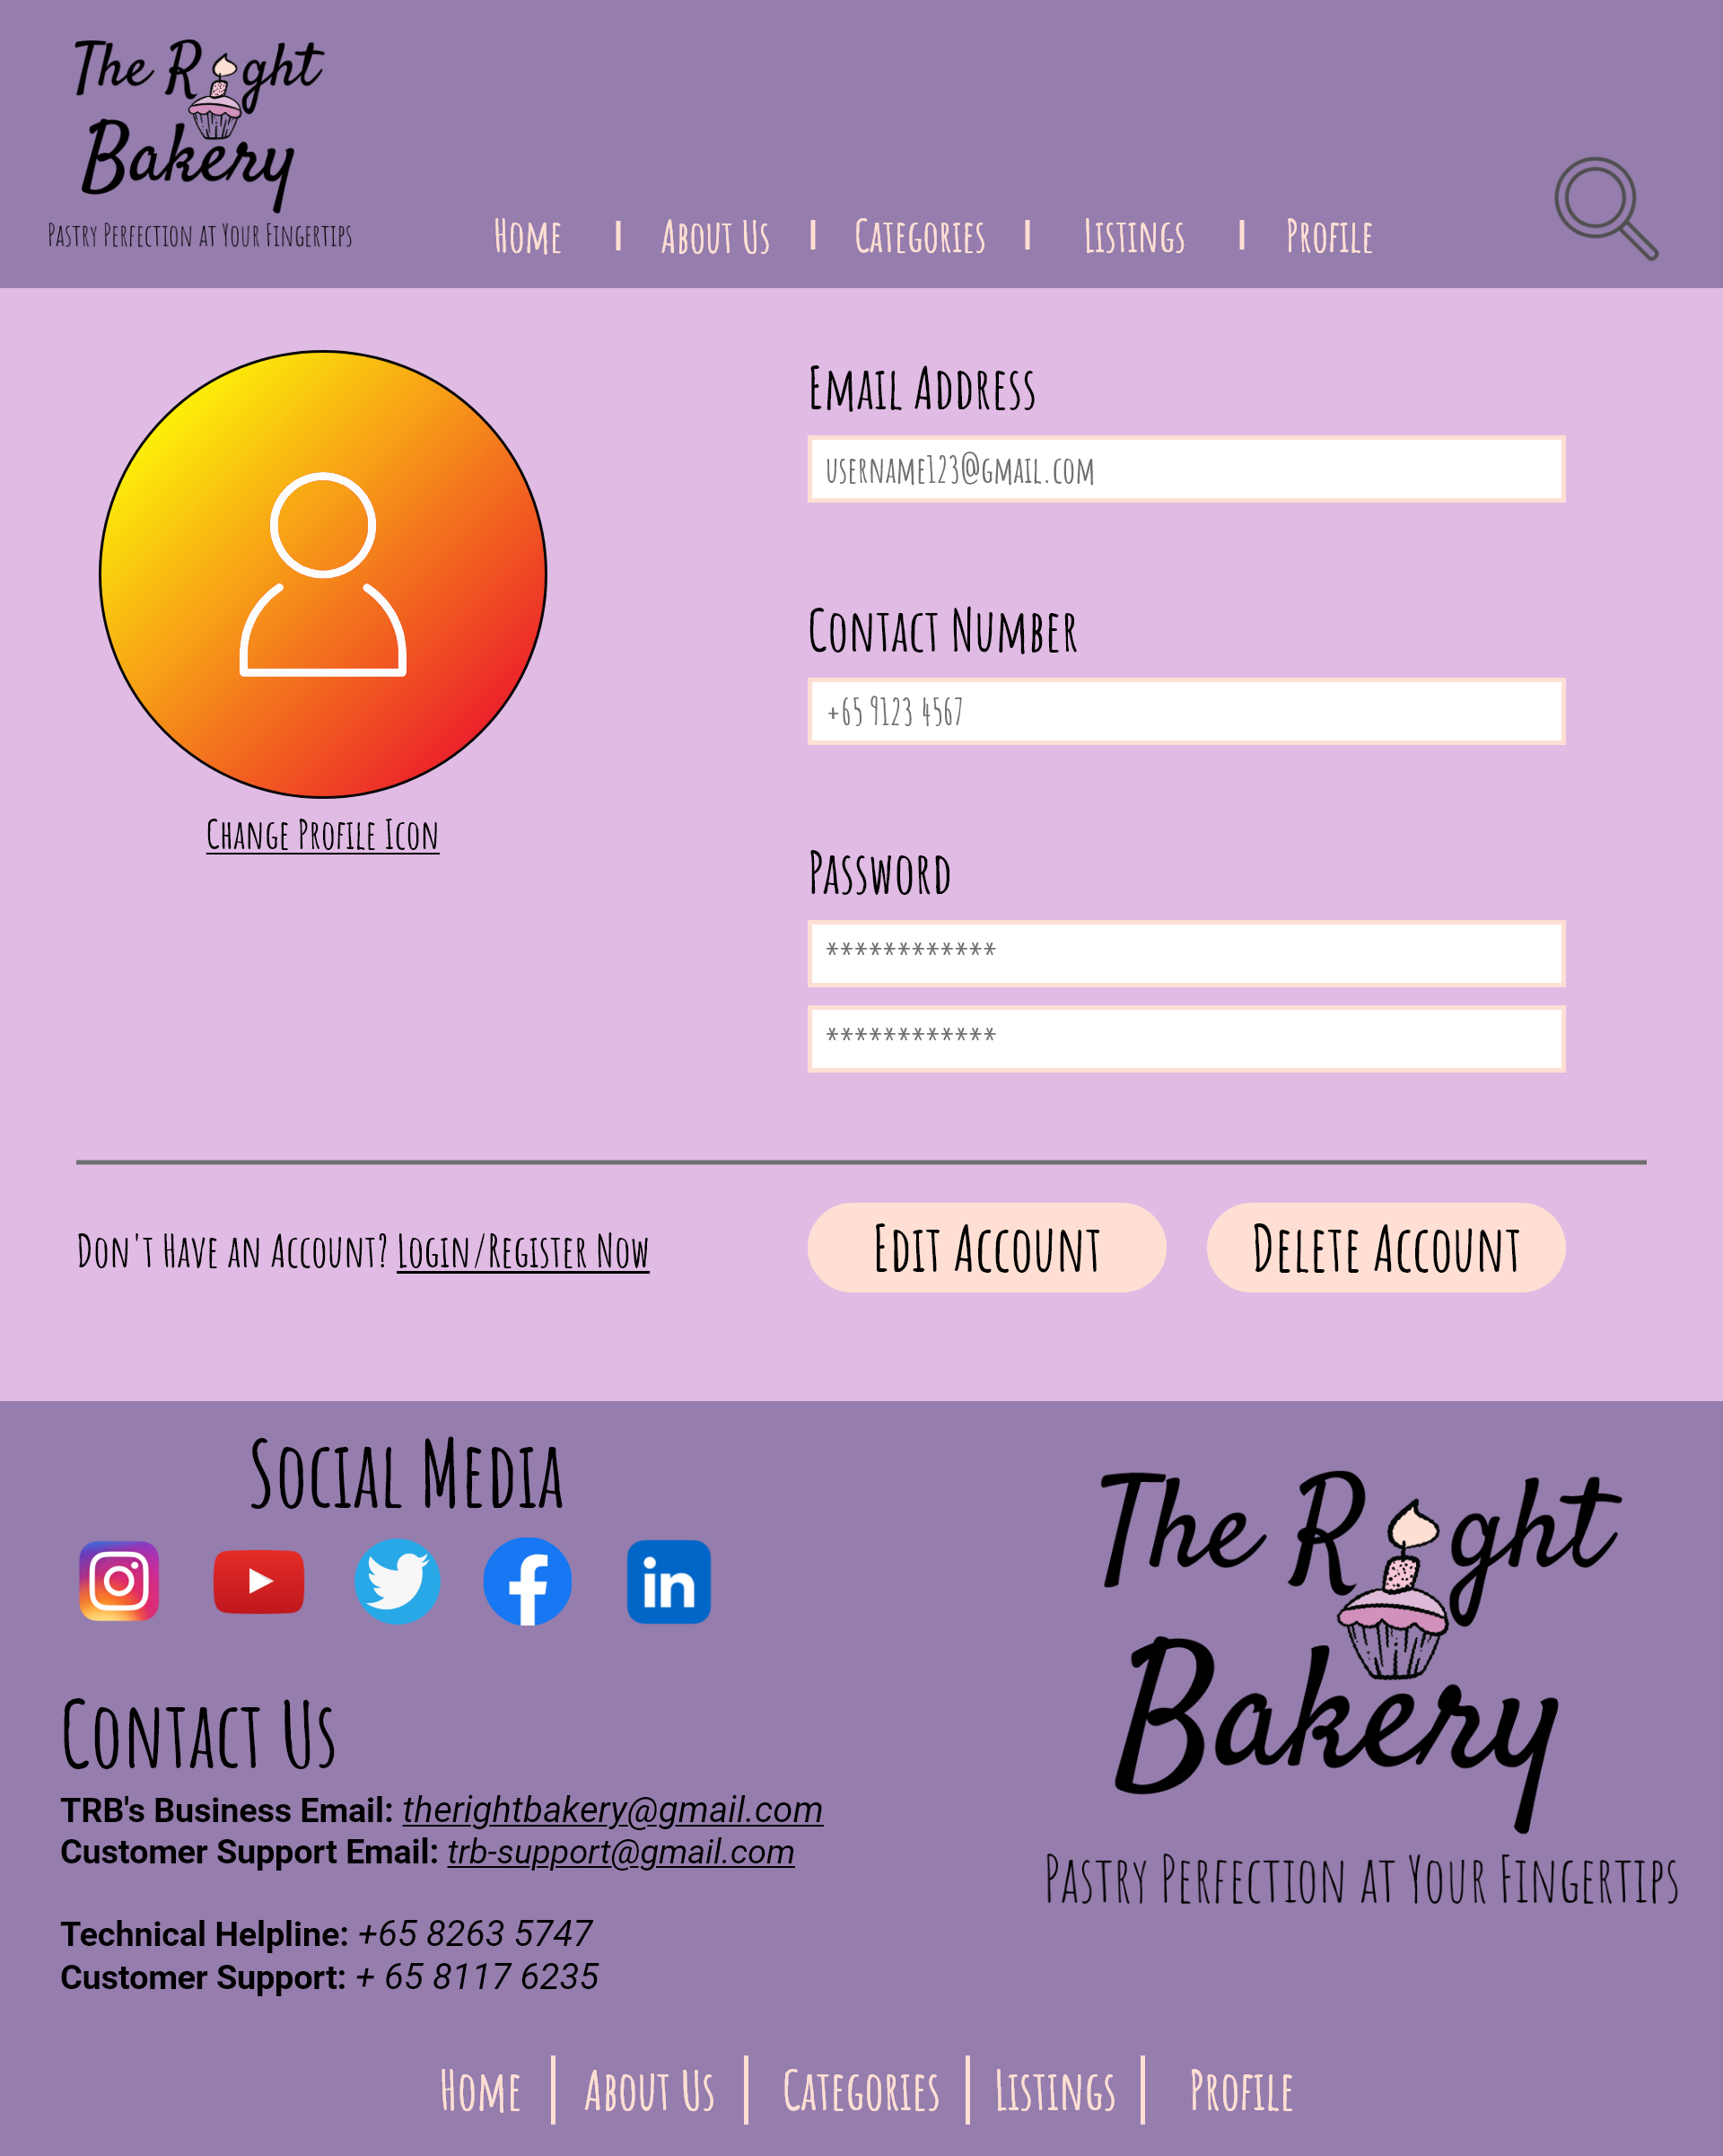 The Right
Bakery
Pastry Perfection at Your Fingertips
Home | About Us | Categories | Listings | Profile
Email Address
username123@gmail.com
Contact Number
+65 9123 4567
Change Profile Icon
Password
************
************
Don't Have an Account? Login/Register Now
Edit Account
Delete Account
Social Media
in
Contact Us
TRB's Business Email: therightbakery@gmail.com
Customer Support Email: trb-support@gmail.com
Technical Helpline: +65 8263 5747
Customer Support: + 65 8117 6235
The Right
Bakery
Pastry Perfection at Your Fingertips
Home | About Us | Categories | Listings | Profile